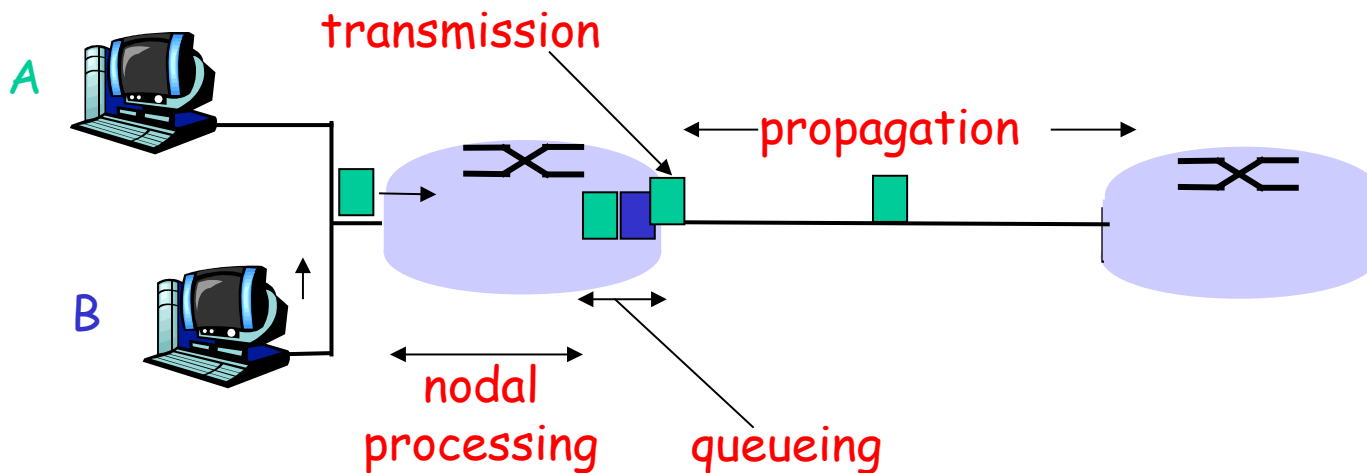 transmission
A
propagation
B
nodal
processing
queueing